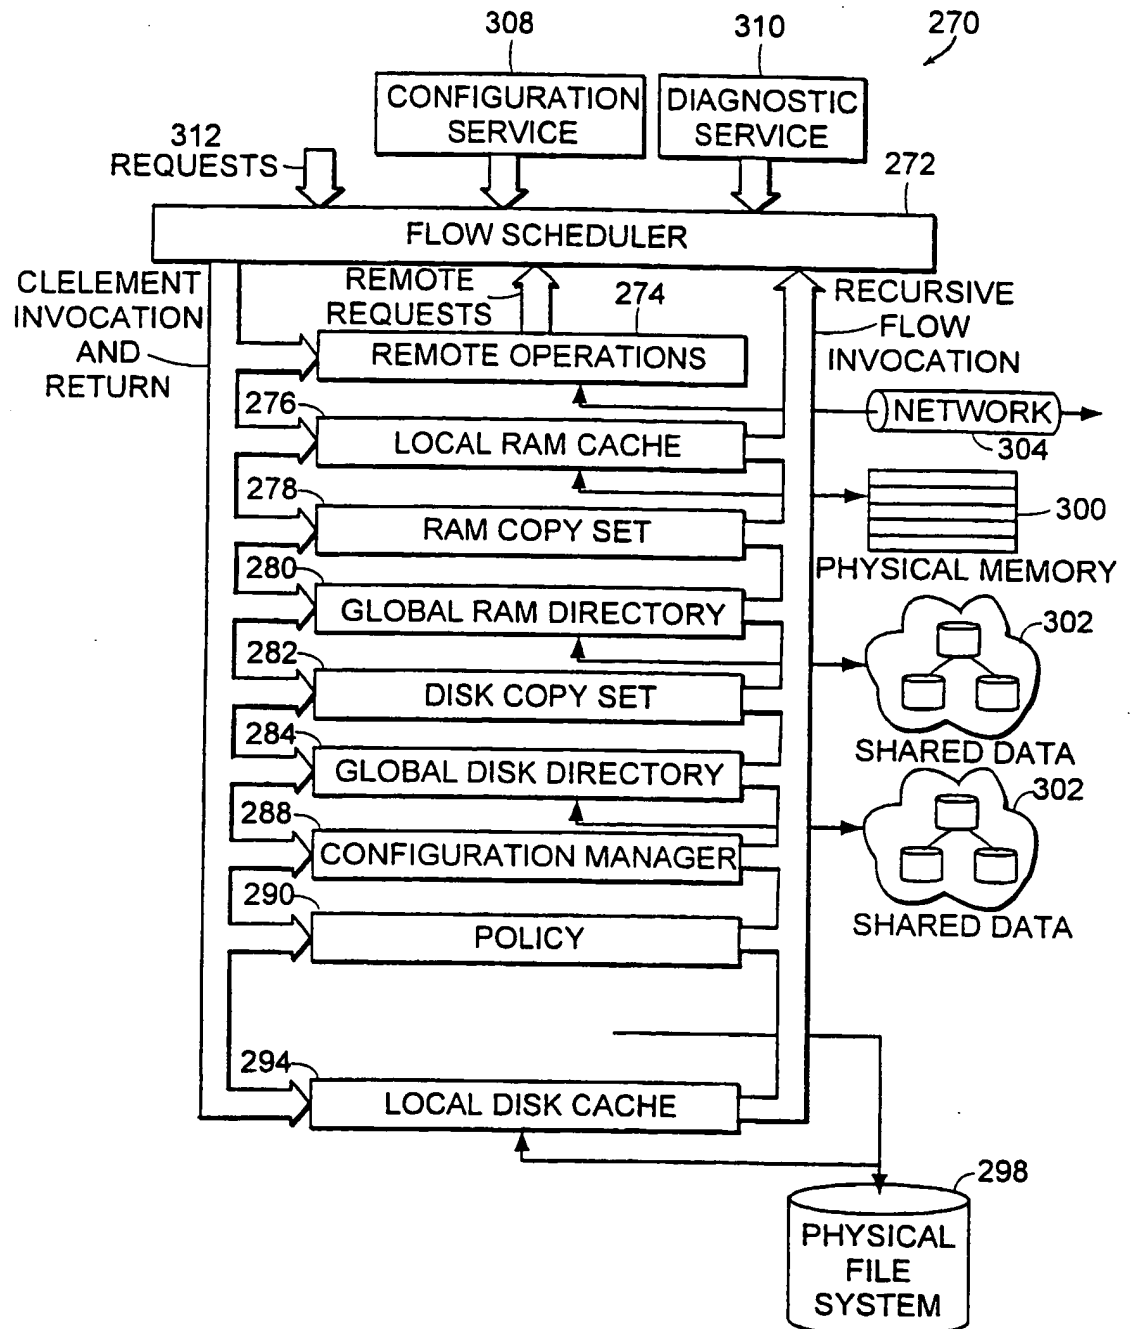 308
310
270
CONFIGURATION
SERVICE
DIAGNOSTIC
SERVICE
312
REQUESTS
272
FLOW SCHEDULER
CLELEMENT
INVOCATION
AND
RETURN
REMOTE
REQUESTS
274
RECURSIVE
FLOW
INVOCATION
REMOTE OPERATIONS
276
NETWORK
304
LOCAL RAM CACHE
278
300
RAM COPY SET
PHYSICAL MEMORY
280
GLOBAL RAM DIRECTORY
302
282
DISK COPY SET
SHARED DATA
284
GLOBAL DISK DIRECTORY
302
288
CONFIGURATION MANAGER
290
SHARED DATA
POLICY
294
LOCAL DISK CACHE
298
PHYSICAL
FILE
SYSTEM